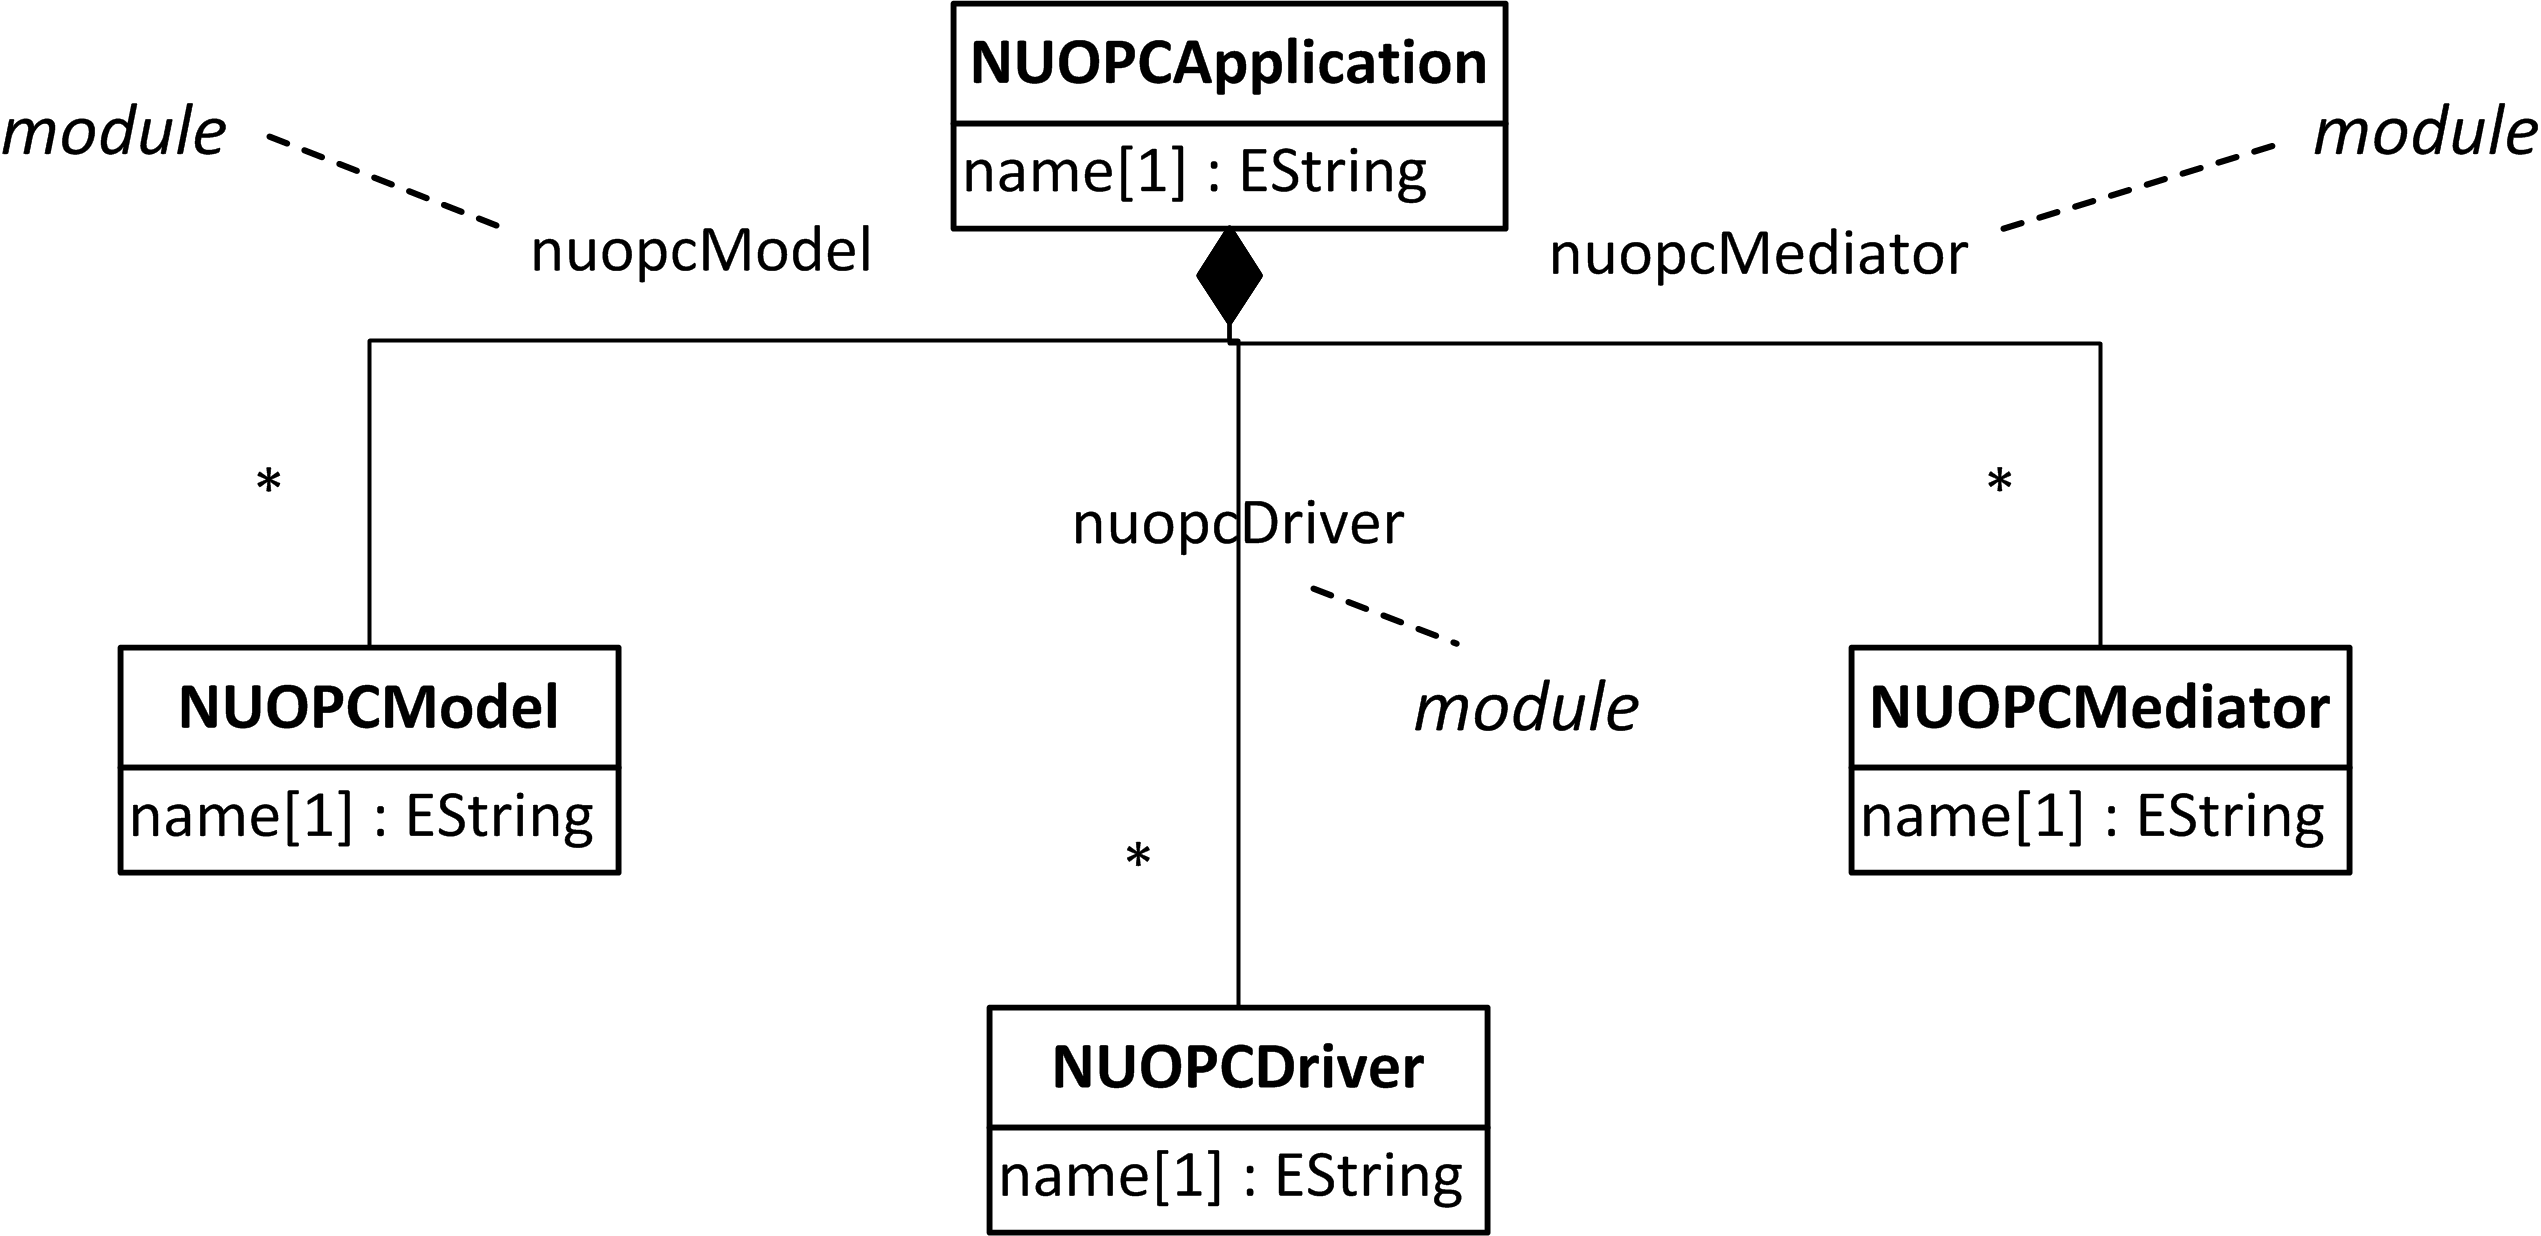 NUOPCApplication
name[1] : EString
module
module
nuopcModel
nuopcMediator
*
*
nuopcDriver
module
NUOPCModel
name[1] : EString
NUOPCMediator
name[1] : EString
*
NUOPCDriver
name[1] : EString